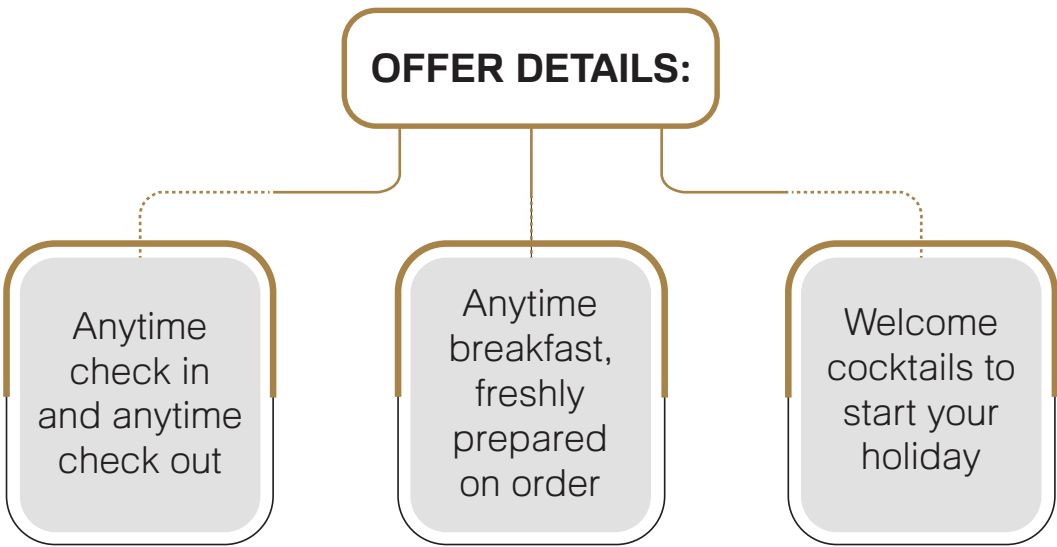 OFFER DETAILS:
Anytime
check in
and anytime
check out
Anytime
breakfast,
freshly
prepared
on order
Welcome
cocktails to
start your
holiday